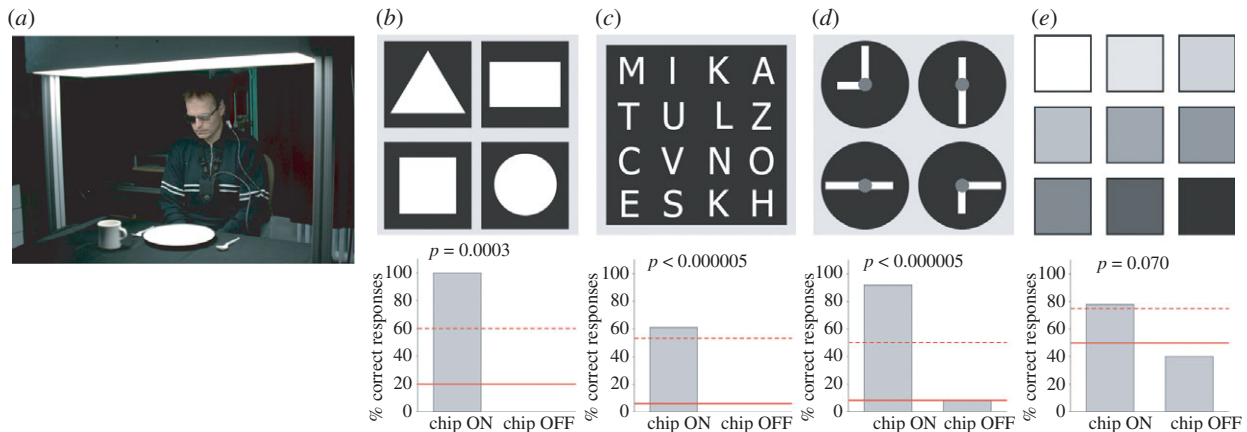 (a)
(b)
(c)
(d)
(e)
M I K A
T U L Z
C V N O
E S K H
p = 0.0003
% correct responses
100
80
60
40
20
0
chip ON chip OFF
p < 0.000005
% correct responses
100
80
60
40
20
0
chip ON chip OFF
p < 0.000005
% correct responses
100
80
60
40
20
0
chip ON chip OFF
p = 0.070
% correct responses
100
80
60
40
20
0
chip ON chip OFF